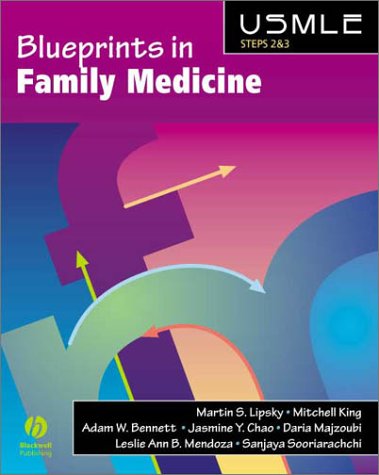 USMLE
STEPS 2&3
Blueprints in
Family Medicine
Martin S. Lipsky • Mitchell King
Adam W. Bennett • Jasmine Y. Chao • Daria Majzoubi
Leslie Ann B. Mendoza • Sanjaya Sooriarachchi
Blackwell
Publishing